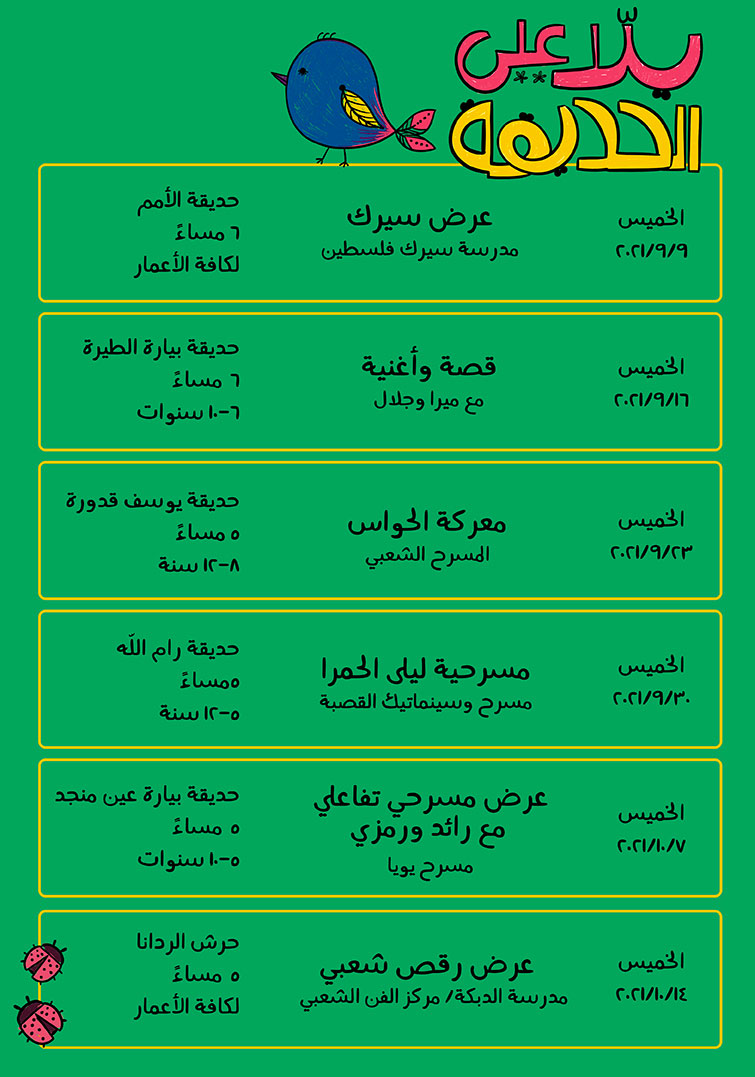 يلّا على
الحديقة
الخميس
٢٠٢١/٩/٩
عرض سيرك
مدرسة سيرك فلسطين
حديقة الأمم
٦ مساءً
لكافة الأعمار
الخميس
٢٠٢١/٩/١٦
قصة وأغنية
مع ميرا وجلال
حديقة بيارة الطيرة
٦ مساءً
٦-١٠ سنوات
الخميس
٢٠٢١/٩/٢٣
معركة الحواس
المسرح الشعبي
حديقة يوسف قدورة
٥ مساءً
٨-١٢ سنة
الخميس
٢٠٢١/٩/٣٠
مسرحية ليلى الحمرا
مسرح وسينماتيك القصبة
حديقة رام الله
٥مساءً
٥-١٢ سنة
الخميس
٢٠٢١/١٠/٧
عرض مسرحي تفاعلي
مع رائد ورمزي
مسرح يويا
حديقة بيارة عين منجد
٥ مساءً
٥-١٠ سنوات
الخميس
٢٠٢١/١٠/١٤
عرض رقص شعبي
مدرسة الدبكة/ مركز الفن الشعبي
حرش الردانا
٥ مساءً
لكافة الأعمار